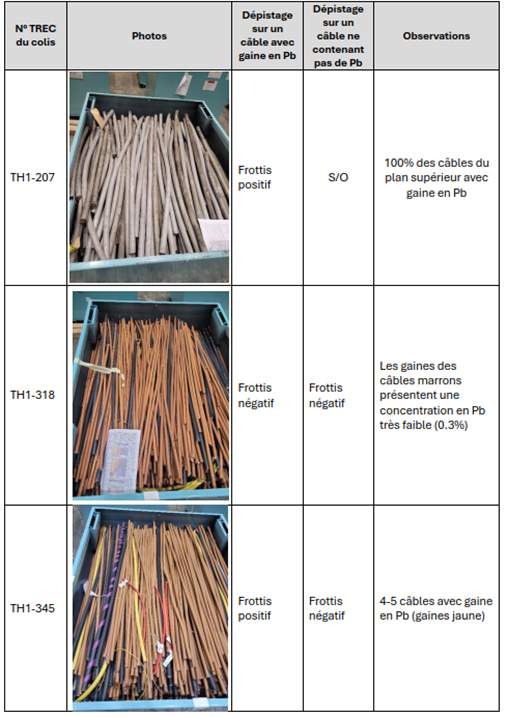 N° TREC
du colis
Photos
Dépistage
sur un
câble avec
gaine en Pb
Dépistage
sur un
câble ne
contenant
pas de Pb
Observations
TH1-207
Frottis
positif
S/O
100% des câbles du
plan supérieur avec
gaine en Pb
TH1-318
Frottis
négatif
Frottis
négatif
Les gaines des
câbles marrons
présentent une
concentration en Pb
très faible (0.3%)
TH1-345
Frottis
positif
Frottis
négatif
4-5 câbles avec gaine
en Pb (gaines jaune)